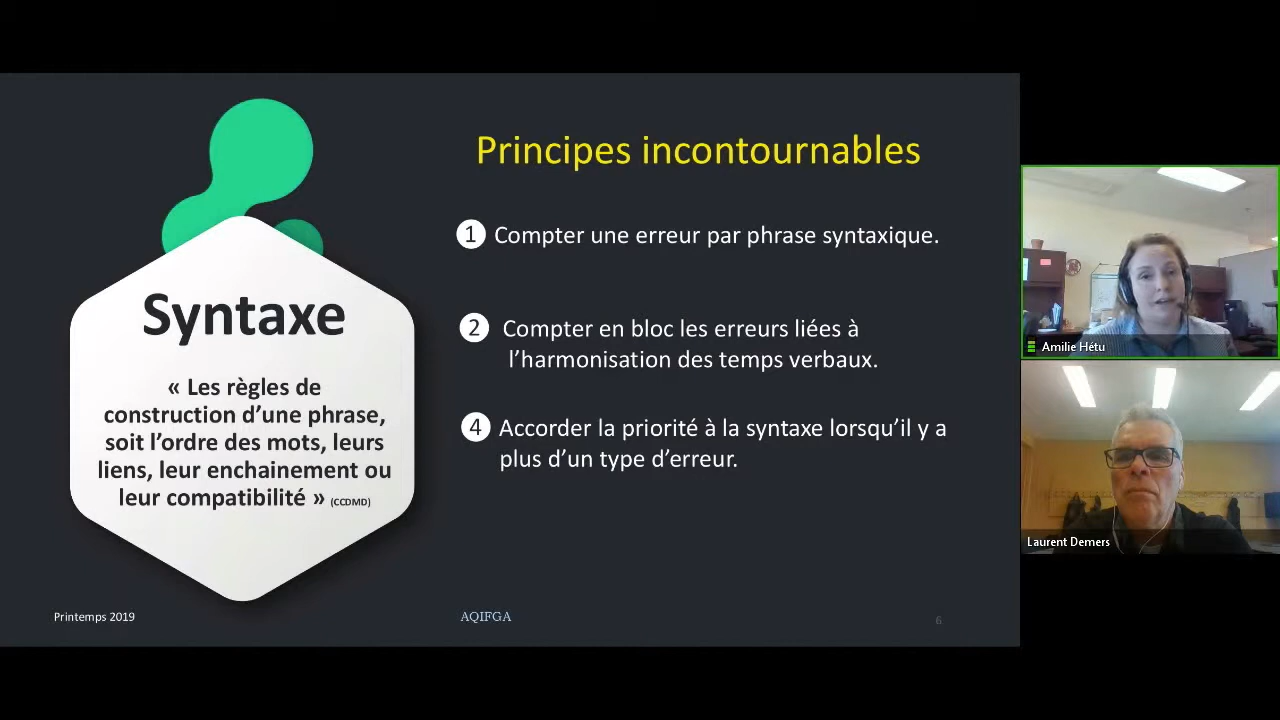 Principes incontournables
1 Compter une erreur par phrase syntaxique.
2 Compter en bloc les erreurs liées à
l’harmonisation des temps verbaux.
4 Accorder la priorité à la syntaxe lorsqu’il y a
plus d’un type d’erreur.
Syntaxe
« Les règles de
construction d’une phrase,
soit l’ordre des mots, leurs
liens, leur enchainement ou
leur compatibilité » (CCDMD)
Printemps 2019
AQIFGA
6
Amilie Hétu
Laurent Demers